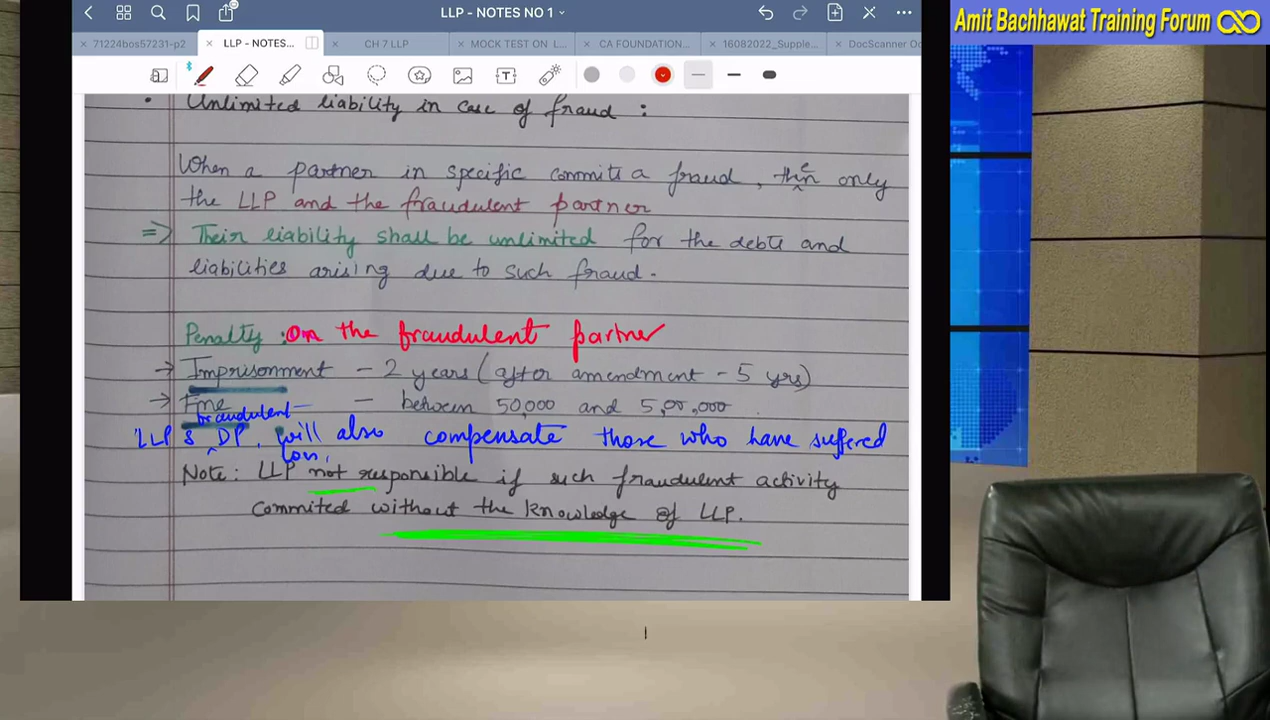 LLP - NOTES NO 1
Amit Bachhawat Training Forum
71224bos57231-p2
LLP - NOTES...
CH 7 LLP
MOCK TEST ON L...
CA FOUNDATION...
16082022_Supple...
DocScanner Oc
• Unlimited liability in case of fraud :
When a partner in specific commits a fraud, then only
the LLP and the fraudulent partner
=> Their liability shall be unlimited for the debts and
liabilities arising due to such fraud.
Penalty : On the fraudulent partner
→ Imprisonment - 2 years (after amendment - 5 yrs)
→ Fine - between 50,000 and 5,00,000
fraudulent
LLP & DP, will also compensate those who have suffered
loss,
Note: LLP not responsible if such fraudulent activity
Commited without the knowledge of LLP.